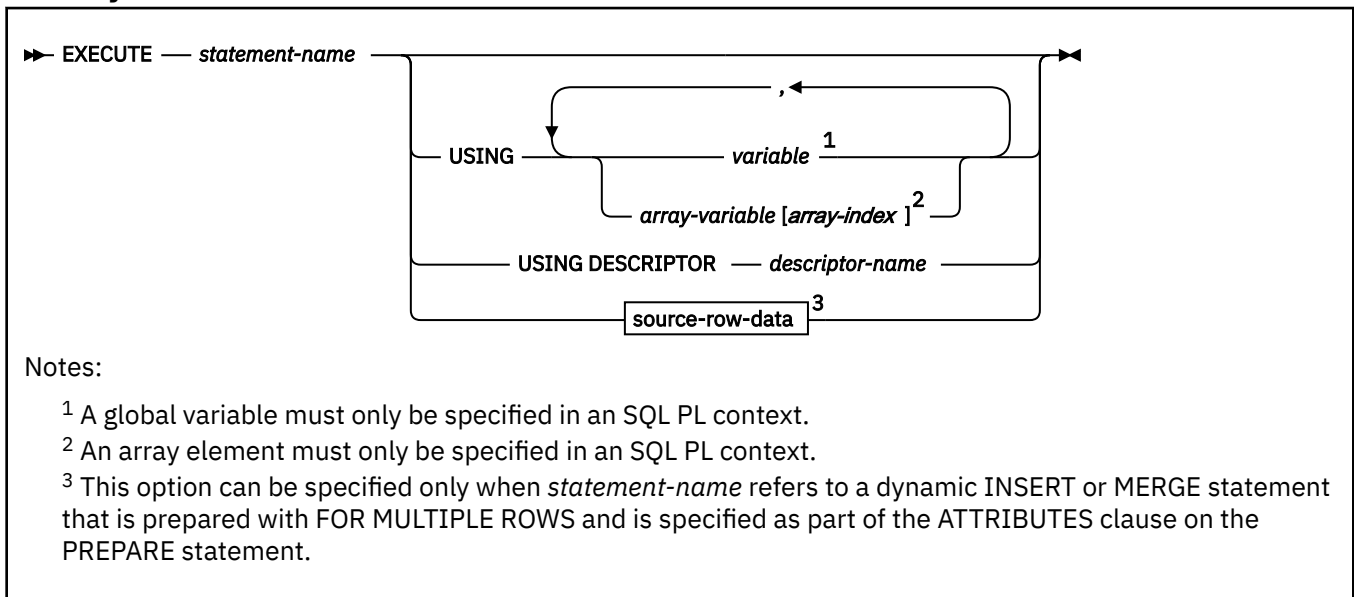 EXECUTE statement-name
,
USING variable 1
array-variable [array-index ] 2
USING DESCRIPTOR descriptor-name
source-row-data 3
Notes:
1 A global variable must only be specified in an SQL PL context.
2 An array element must only be specified in an SQL PL context.
3 This option can be specified only when statement-name refers to a dynamic INSERT or MERGE statement
that is prepared with FOR MULTIPLE ROWS and is specified as part of the ATTRIBUTES clause on the
PREPARE statement.